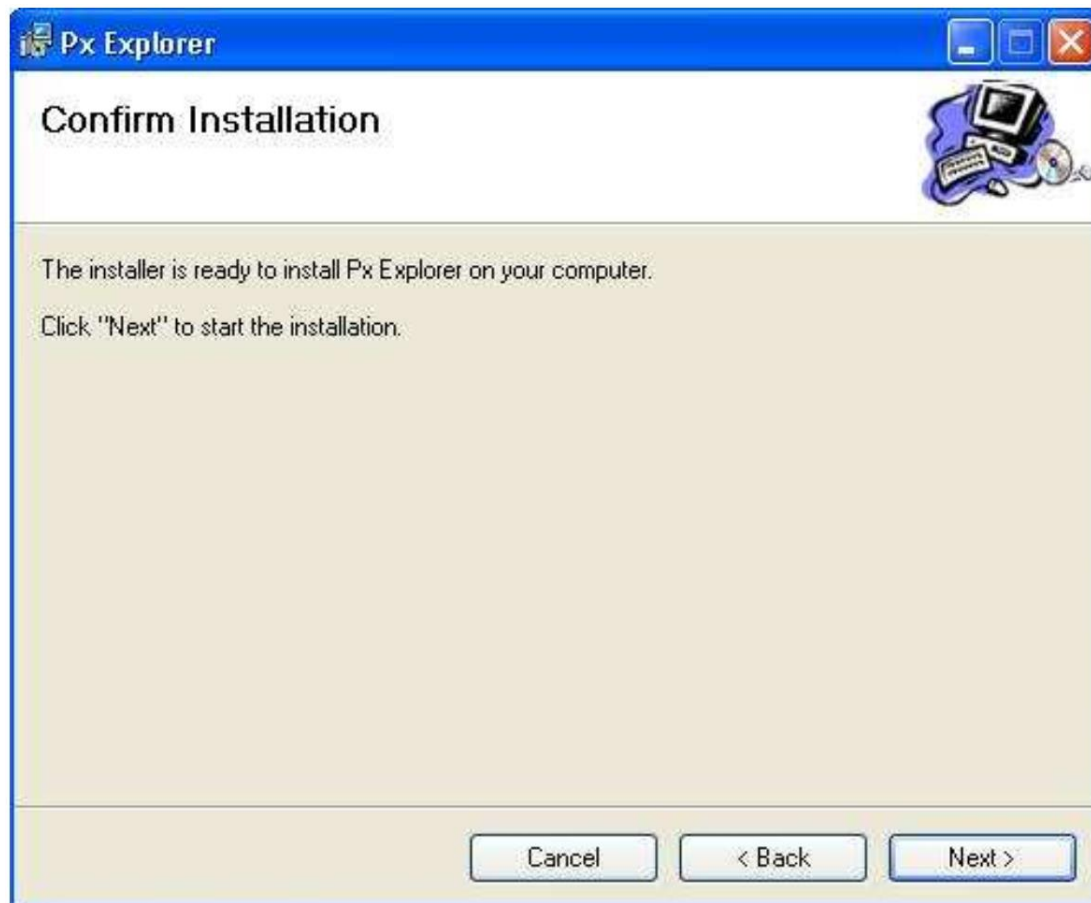 Px Explorer
Confirm Installation
The installer is ready to install Px Explorer on your computer.
Click "Next" to start the installation.
Cancel
< Back
Next >